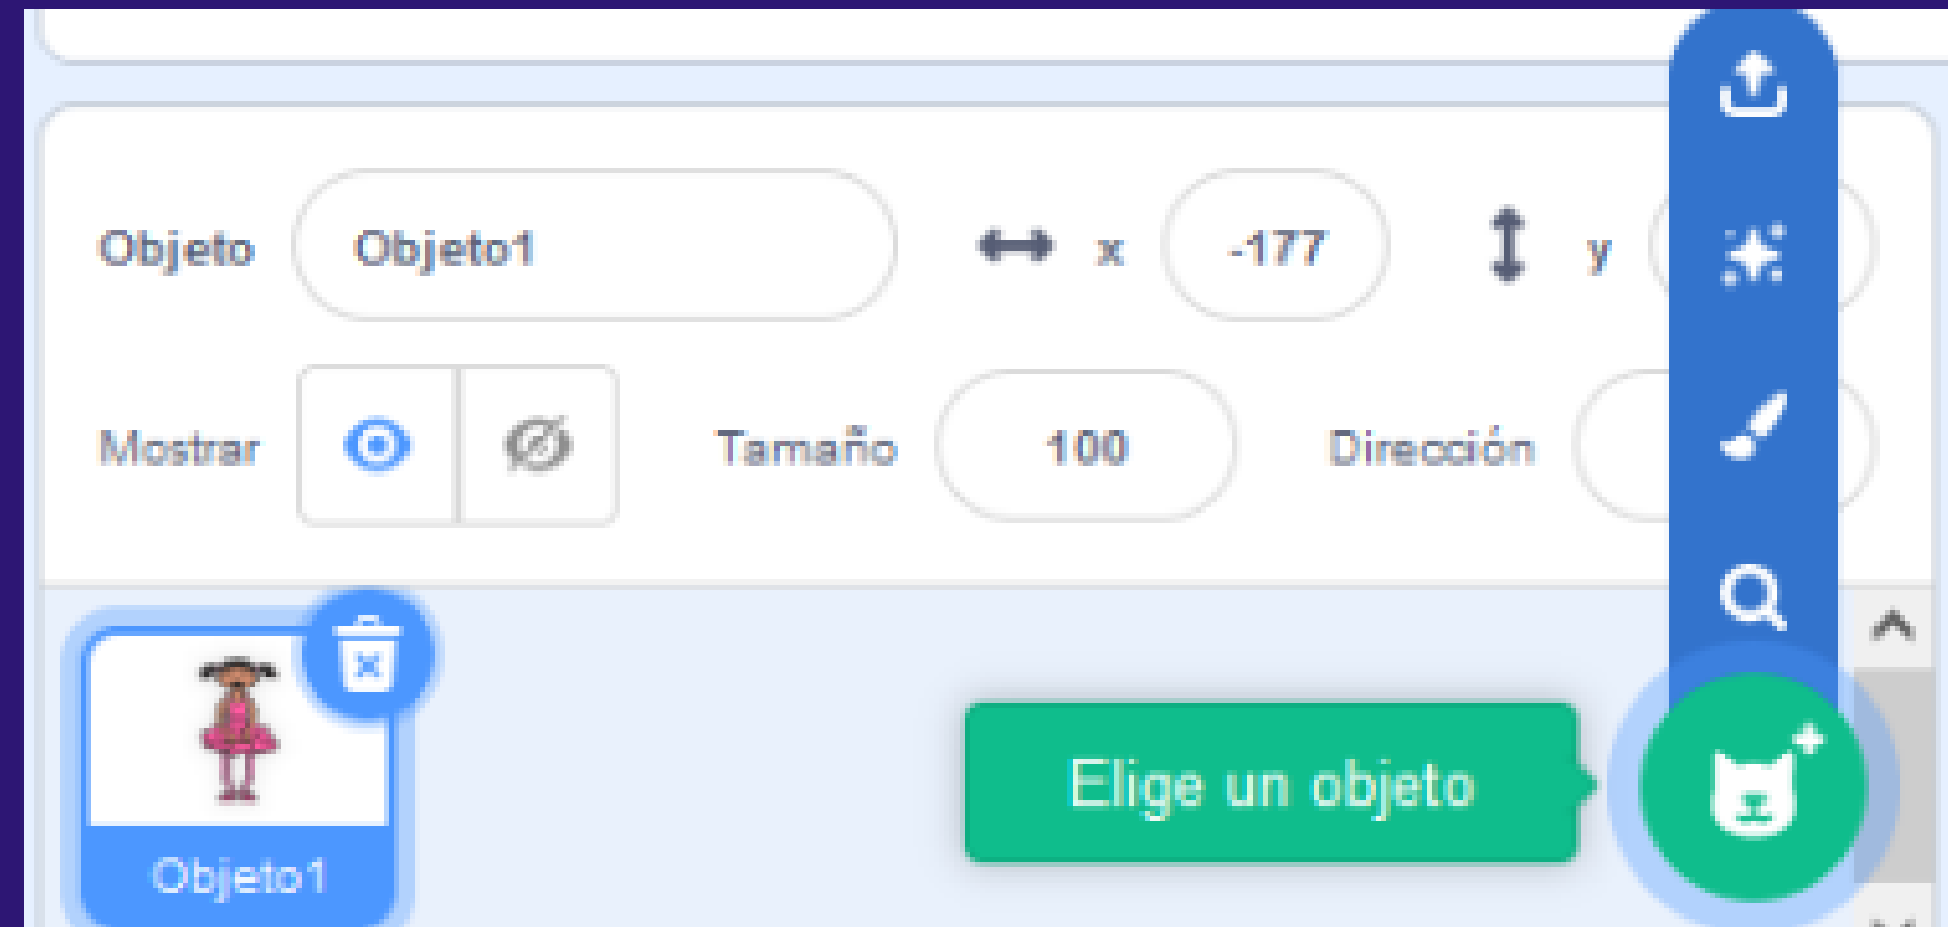 Objeto Objeto1 x -177 y
Mostrar Tamaño 100 Dirección
Elige un objeto
Objeto1